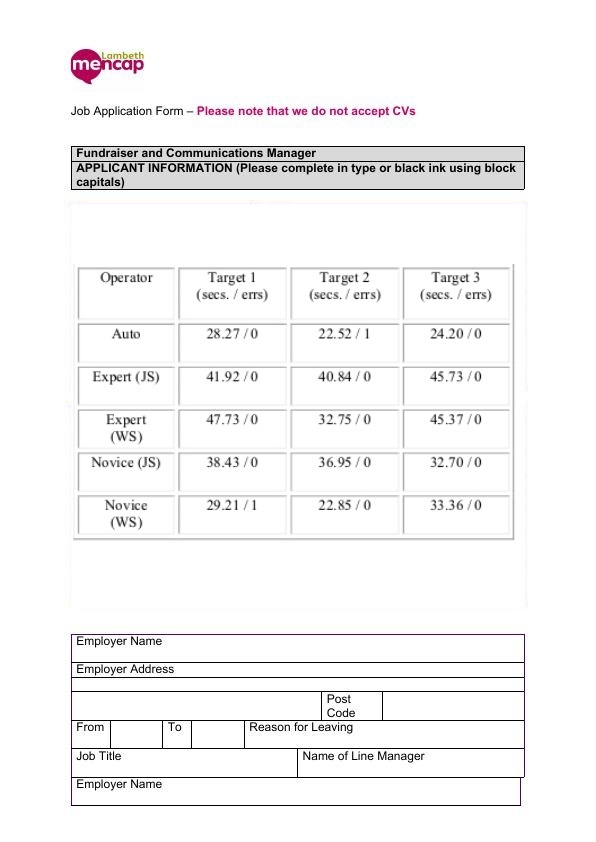 Lambeth
mencap
Job Application Form – Please note that we do not accept CVs
Fundraiser and Communications Manager
APPLICANT INFORMATION (Please complete in type or black ink using block
capitals)
Operator Target 1 Target 2 Target 3
(secs. / errs) (secs. / errs) (secs. / errs)
Auto 28.27 / 0 22.52 / 1 24.20 / 0
Expert (JS) 41.92 / 0 40.84 / 0 45.73 / 0
Expert 47.73 / 0 32.75 / 0 45.37 / 0
(WS)
Novice (JS) 38.43 / 0 36.95 / 0 32.70 / 0
Novice 29.21 / 1 22.85 / 0 33.36 / 0
(WS)
Employer Name
Employer Address
Post
Code
From To Reason for Leaving
Job Title Name of Line Manager
Employer Name